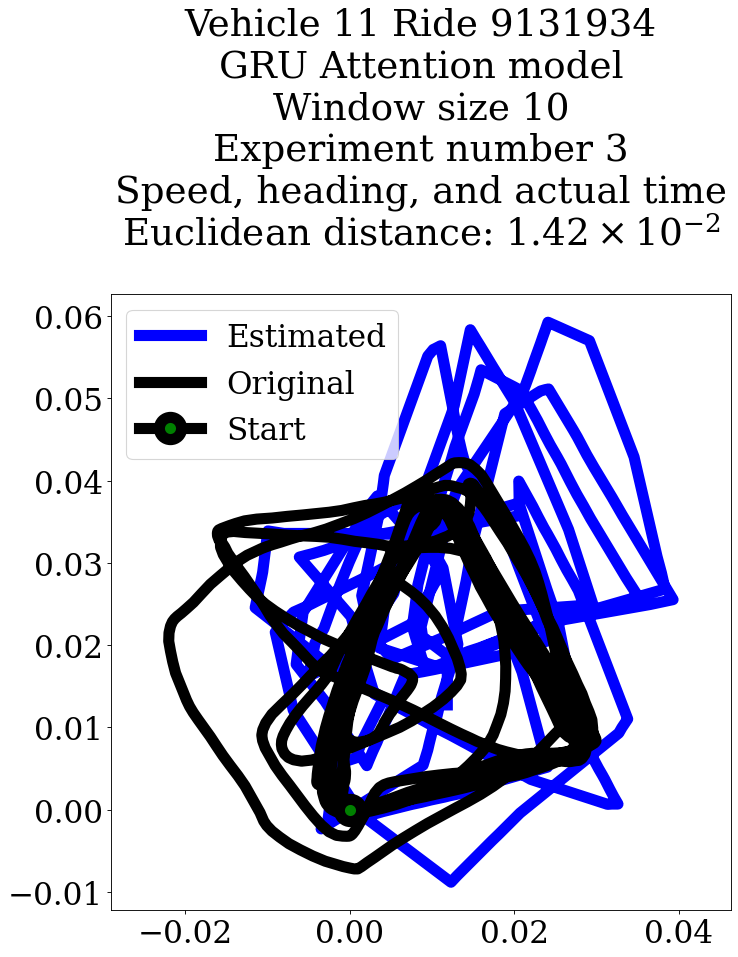 Vehicle 11 Ride 9131934
GRU Attention model
Window size 10
Experiment number 3
Speed, heading, and actual time
Euclidean distance: 1.42 × 10⁻²
0.06
0.05
0.04
0.03
0.02
0.01
0.00
−0.01
Estimated
Original
Start
−0.02 0.00 0.02 0.04